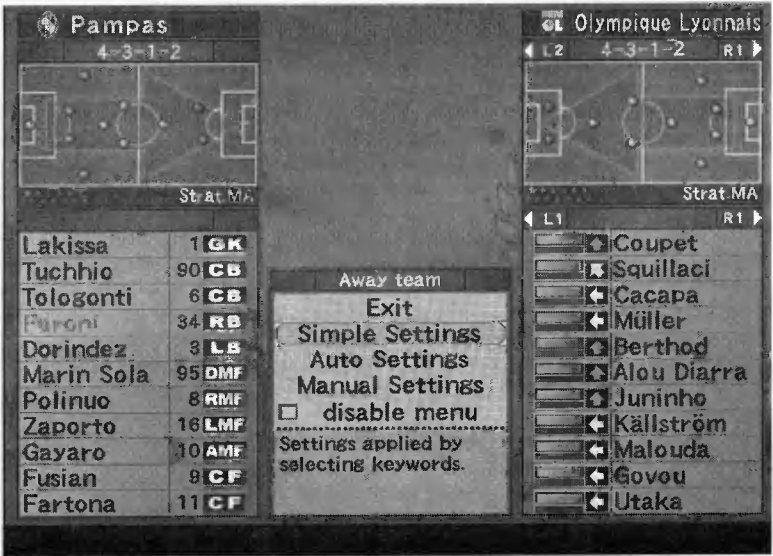 Pampas
4-3-1-2
Strat.MA
Lakissa 1 GK
Tuchhio 90 CB
Tologonti 6 CB
Furoni 34 RB
Dorindez 3 LB
Marin Sola 95 DMF
Polinuo 8 RMF
Zaporto 16 LMF
Gayaro 10 AMF
Fusian 9 CF
Fartona 11 CF
Away team
Exit
Simple Settings
Auto Settings
Manual Settings
disable menu
Settings applied by
selecting keywords.
OL Olympique Lyonnais
L2 4-3-1-2 R1
Strat.MA
L1 R1
Coupet
Squillaci
Cacapa
Müller
Berthod
Alou Diarra
Juninho
Källström
Malouda
Govou
Utaka